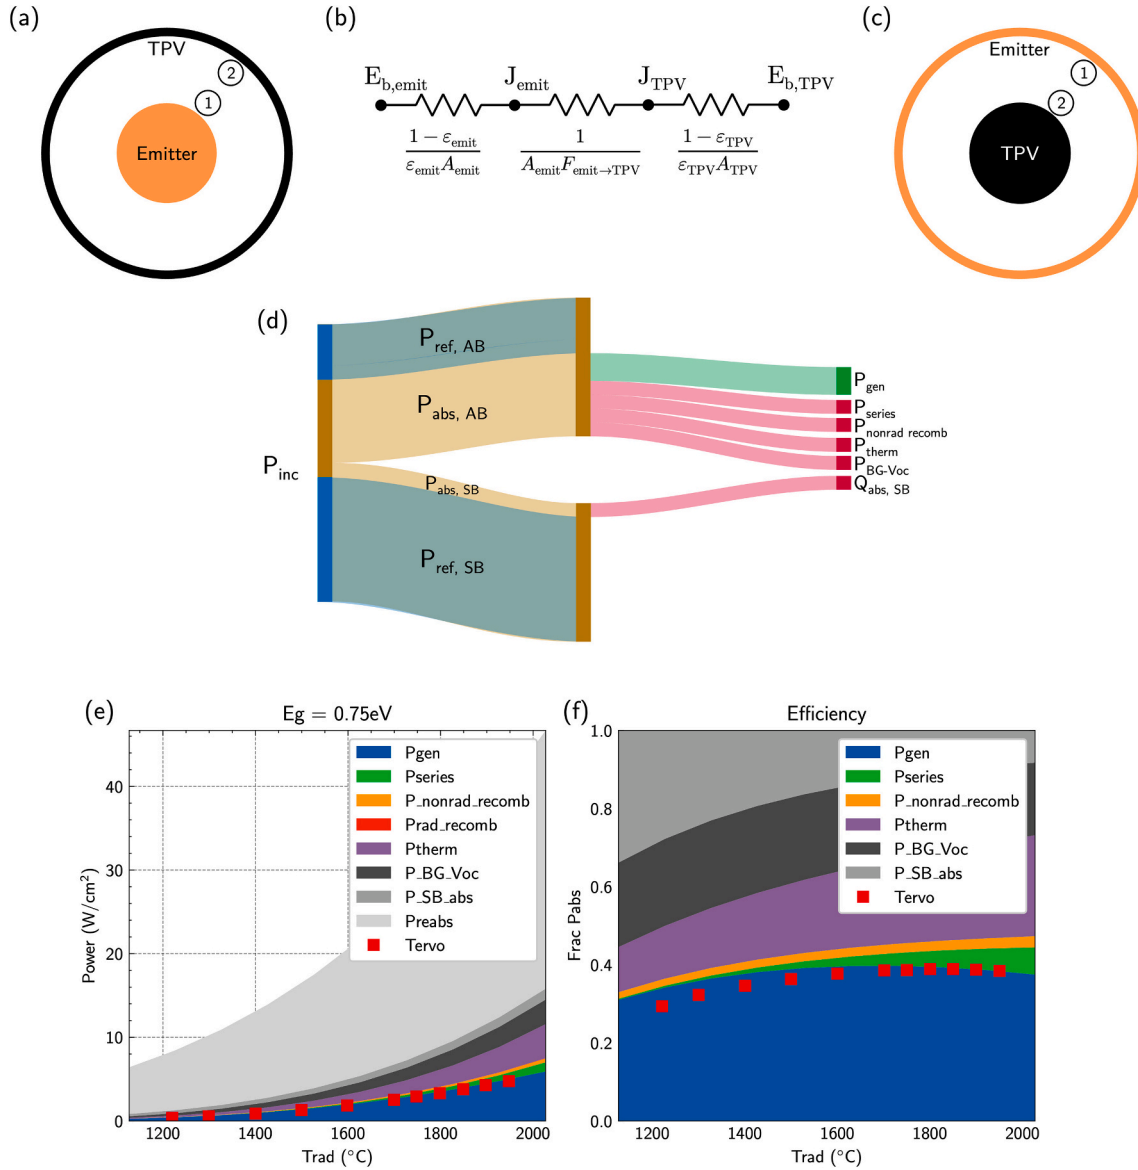 (a)
TPV
2
1
Emitter
(b)
E_b,emit J_emit J_TPV E_b,TPV
1 − ε_emit
ε_emit A_emit
1
A_emit F_emit→TPV
1 − ε_TPV
ε_TPV A_TPV
(c)
Emitter
1
2
TPV
(d)
P_inc
P_ref, AB
P_abs, AB
P_abs, SB
P_ref, SB
P_gen
P_series
P_nonrad recomb
P_therm
P_BG-Voc
Q_abs, SB
(e)
Eg = 0.75eV
Power (W/cm²)
40
30
20
10
0
Pgen
Pseries
P_nonrad_recomb
Prad_recomb
Ptherm
P_BG_Voc
P_SB_abs
Preabs
Tervo
1200 1400 1600 1800 2000
Trad (°C)
(f)
Efficiency
Frac Pabs
1.0
0.8
0.6
0.4
0.2
0.0
Pgen
Pseries
P_nonrad_recomb
Ptherm
P_BG_Voc
P_SB_abs
Tervo
1200 1400 1600 1800 2000
Trad (°C)